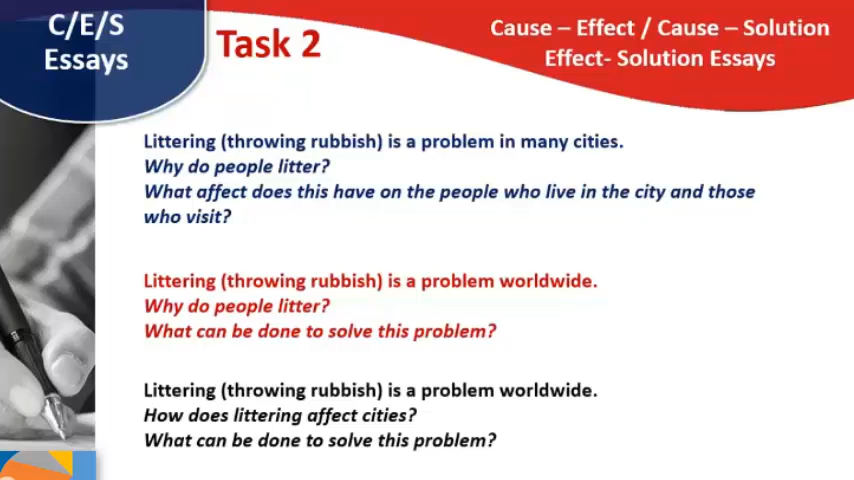 C/E/S
Essays
Task 2
Cause – Effect / Cause – Solution
Effect- Solution Essays
Littering (throwing rubbish) is a problem in many cities.
Why do people litter?
What affect does this have on the people who live in the city and those
who visit?
Littering (throwing rubbish) is a problem worldwide.
Why do people litter?
What can be done to solve this problem?
Littering (throwing rubbish) is a problem worldwide.
How does littering affect cities?
What can be done to solve this problem?